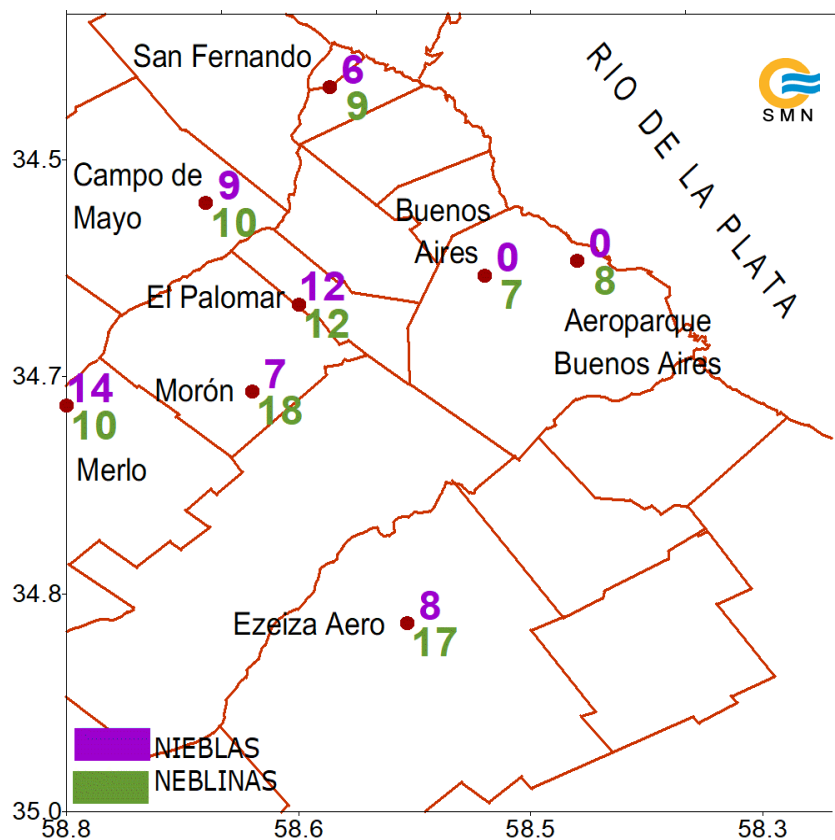 San Fernando
6
9
RIO DE LA PLATA
SMN
34.5
Campo de
Mayo
9
10
Buenos
Aires
0
7
0
8
Aeroparque
Buenos Aires
El Palomar
12
12
34.7
14
10
Merlo
Morón
7
18
34.8
Ezeiza Aero
8
17
NIEBLAS
NEBLINAS
35.0
58.8
58.6
58.5
58.3